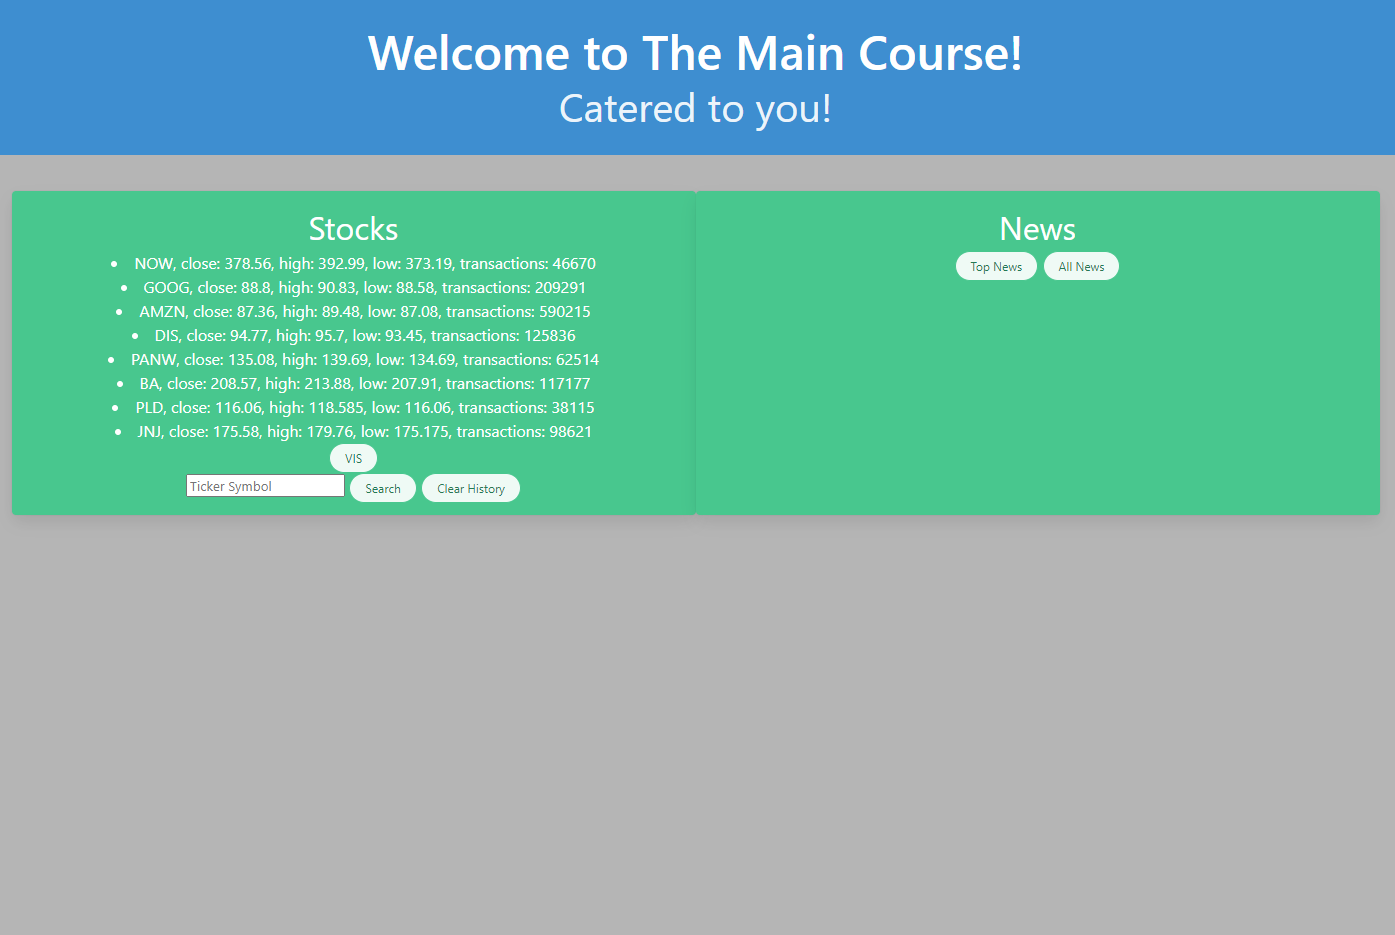 Welcome to The Main Course!
Catered to you!
Stocks
• NOW, close: 378.56, high: 392.99, low: 373.19, transactions: 46670
• GOOG, close: 88.8, high: 90.83, low: 88.58, transactions: 209291
• AMZN, close: 87.36, high: 89.48, low: 87.08, transactions: 590215
• DIS, close: 94.77, high: 95.7, low: 93.45, transactions: 125836
• PANW, close: 135.08, high: 139.69, low: 134.69, transactions: 62514
• BA, close: 208.57, high: 213.88, low: 207.91, transactions: 117177
• PLD, close: 116.06, high: 118.585, low: 116.06, transactions: 38115
• JNJ, close: 175.58, high: 179.76, low: 175.175, transactions: 98621
VIS
Ticker Symbol Search Clear History
News
Top News All News